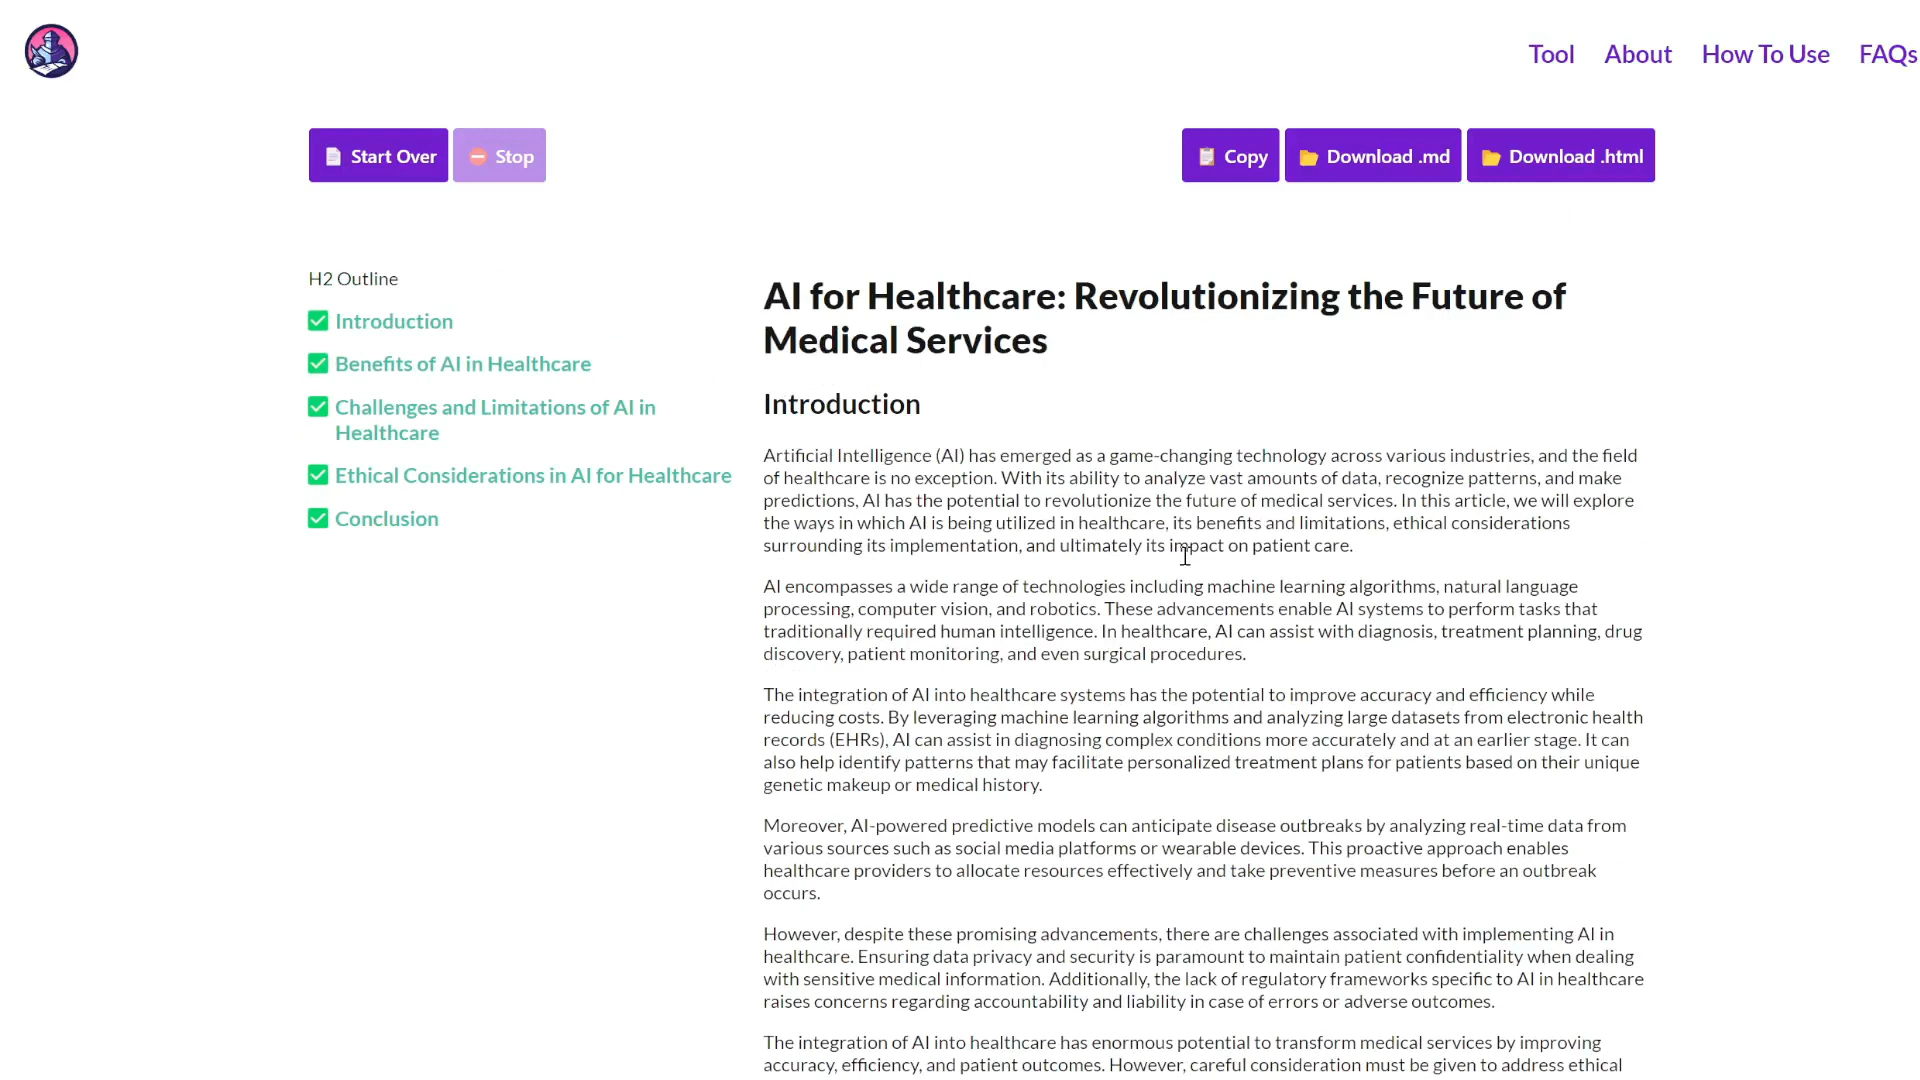 Tool About How To Use FAQs
Start Over Stop Copy Download .md Download .html
H2 Outline
Introduction
Benefits of AI in Healthcare
Challenges and Limitations of AI in
Healthcare
Ethical Considerations in AI for Healthcare
Conclusion
AI for Healthcare: Revolutionizing the Future of
Medical Services
Introduction
Artificial Intelligence (AI) has emerged as a game-changing technology across various industries, and the field
of healthcare is no exception. With its ability to analyze vast amounts of data, recognize patterns, and make
predictions, AI has the potential to revolutionize the future of medical services. In this article, we will explore
the ways in which AI is being utilized in healthcare, its benefits and limitations, ethical considerations
surrounding its implementation, and ultimately its impact on patient care.
AI encompasses a wide range of technologies including machine learning algorithms, natural language
processing, computer vision, and robotics. These advancements enable AI systems to perform tasks that
traditionally required human intelligence. In healthcare, AI can assist with diagnosis, treatment planning, drug
discovery, patient monitoring, and even surgical procedures.
The integration of AI into healthcare systems has the potential to improve accuracy and efficiency while
reducing costs. By leveraging machine learning algorithms and analyzing large datasets from electronic health
records (EHRs), AI can assist in diagnosing complex conditions more accurately and at an earlier stage. It can
also help identify patterns that may facilitate personalized treatment plans for patients based on their unique
genetic makeup or medical history.
Moreover, AI-powered predictive models can anticipate disease outbreaks by analyzing real-time data from
various sources such as social media platforms or wearable devices. This proactive approach enables
healthcare providers to allocate resources effectively and take preventive measures before an outbreak
occurs.
However, despite these promising advancements, there are challenges associated with implementing AI in
healthcare. Ensuring data privacy and security is paramount to maintain patient confidentiality when dealing
with sensitive medical information. Additionally, the lack of regulatory frameworks specific to AI in healthcare
raises concerns regarding accountability and liability in case of errors or adverse outcomes.
The integration of AI into healthcare has enormous potential to transform medical services by improving
accuracy, efficiency, and patient outcomes. However, careful consideration must be given to address ethical